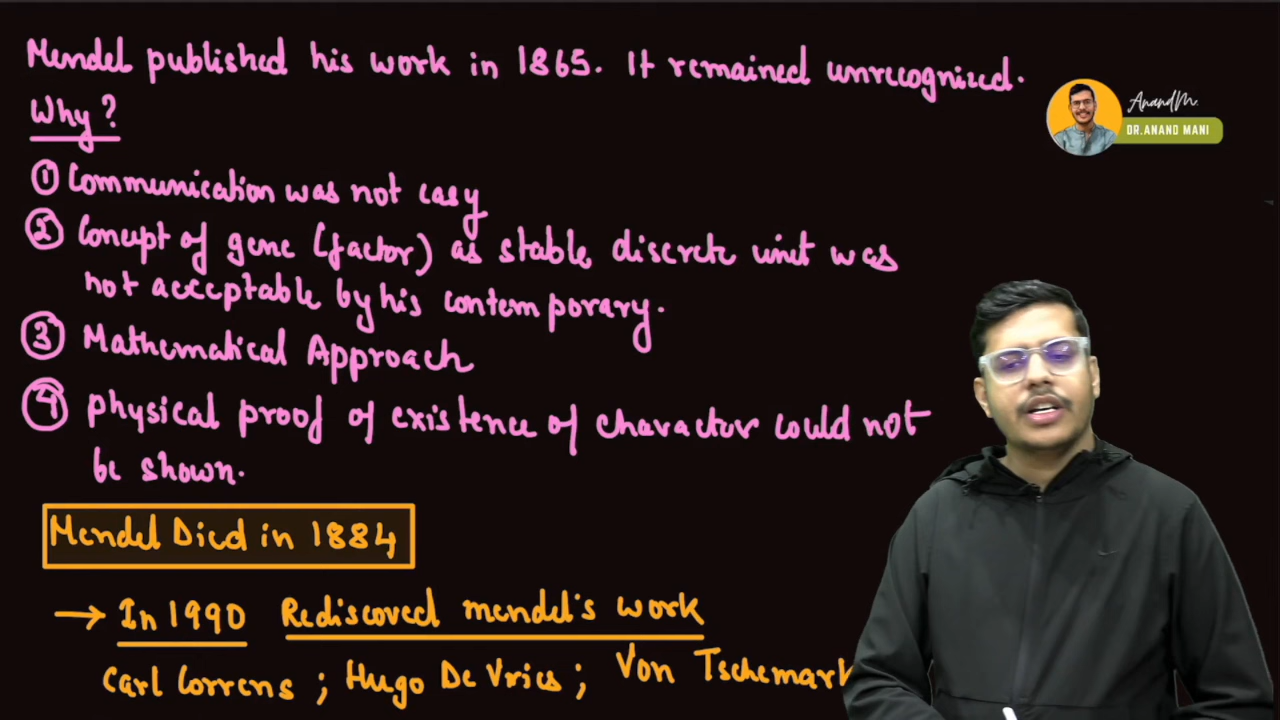 Mendel published his work in 1865. It remained unrecognized.
Why?
① Communication was not easy
② Concept of gene (factor) as stable discrete unit was
not acceptable by his contemporary.
③ Mathematical Approach
④ physical proof of existence of charactor could not
be shown.
Mendel Died in 1884
→ In 1990 Rediscoved mendel's work
Carl Correns ; Hugo De Vries ; Von Tschemark
AnandM.
DR.ANAND MANI